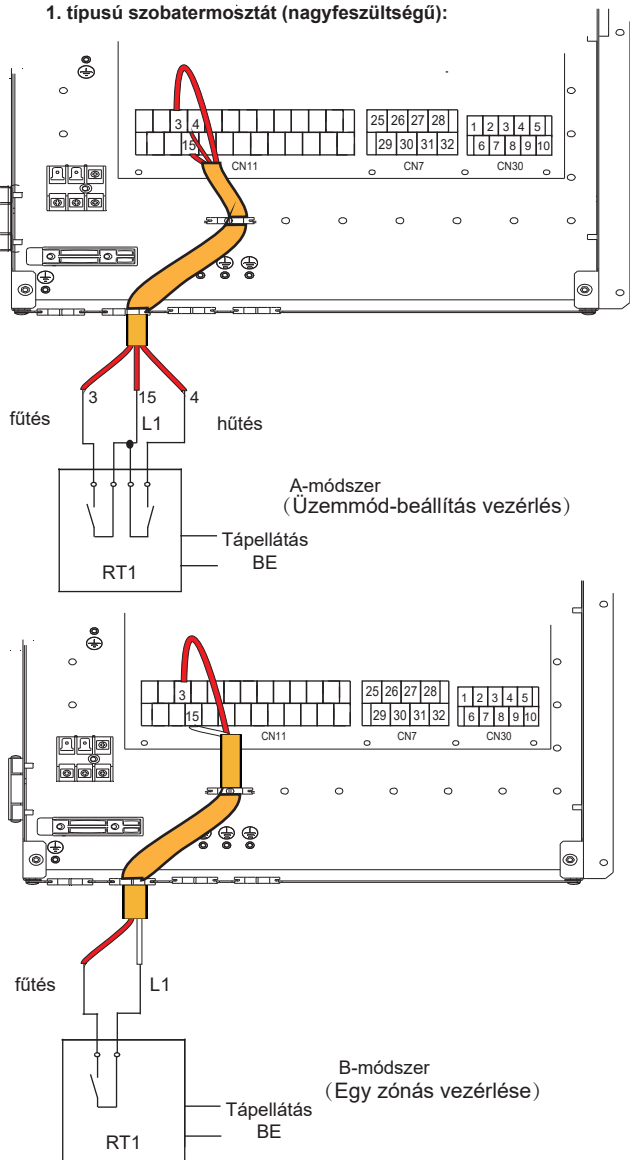 1. típusú szobatermosztát (nagyfeszültségű):
3 4
15
CN11
25 26 27 28
29 30 31 32
CN7
1 2 3 4 5
6 7 8 9 10
CN30
3 15 4
fűtés L1 hűtés
A-módszer
(Üzemmód-beállítás vezérlés)
Tápellátás
BE
RT1
3
15
CN11
25 26 27 28
29 30 31 32
CN7
1 2 3 4 5
6 7 8 9 10
CN30
fűtés L1
B-módszer
(Egy zónás vezérlése)
Tápellátás
BE
RT1